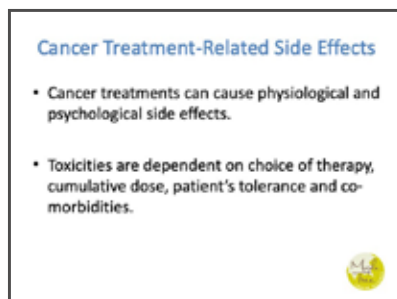 Cancer Treatment-Related Side Effects
• Cancer treatments can cause physiological and
psychological side effects.
• Toxicities are dependent on choice of therapy,
cumulative dose, patient's tolerance and co-
morbidities.